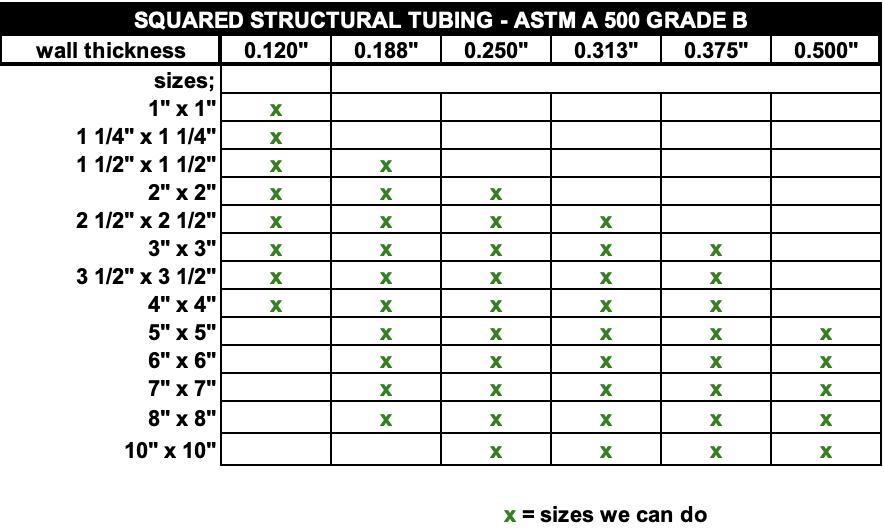 SQUARED STRUCTURAL TUBING - ASTM A 500 GRADE B
wall thickness 0.120" 0.188" 0.250" 0.313" 0.375" 0.500"
sizes;
1" x 1" x
1 1/4" x 1 1/4" x
1 1/2" x 1 1/2" x x
2" x 2" x x x
2 1/2" x 2 1/2" x x x x
3" x 3" x x x x x
3 1/2" x 3 1/2" x x x x x
4" x 4" x x x x x
5" x 5" x x x x x
6" x 6" x x x x x
7" x 7" x x x x x
8" x 8" x x x x x
10" x 10" x x x x
x = sizes we can do